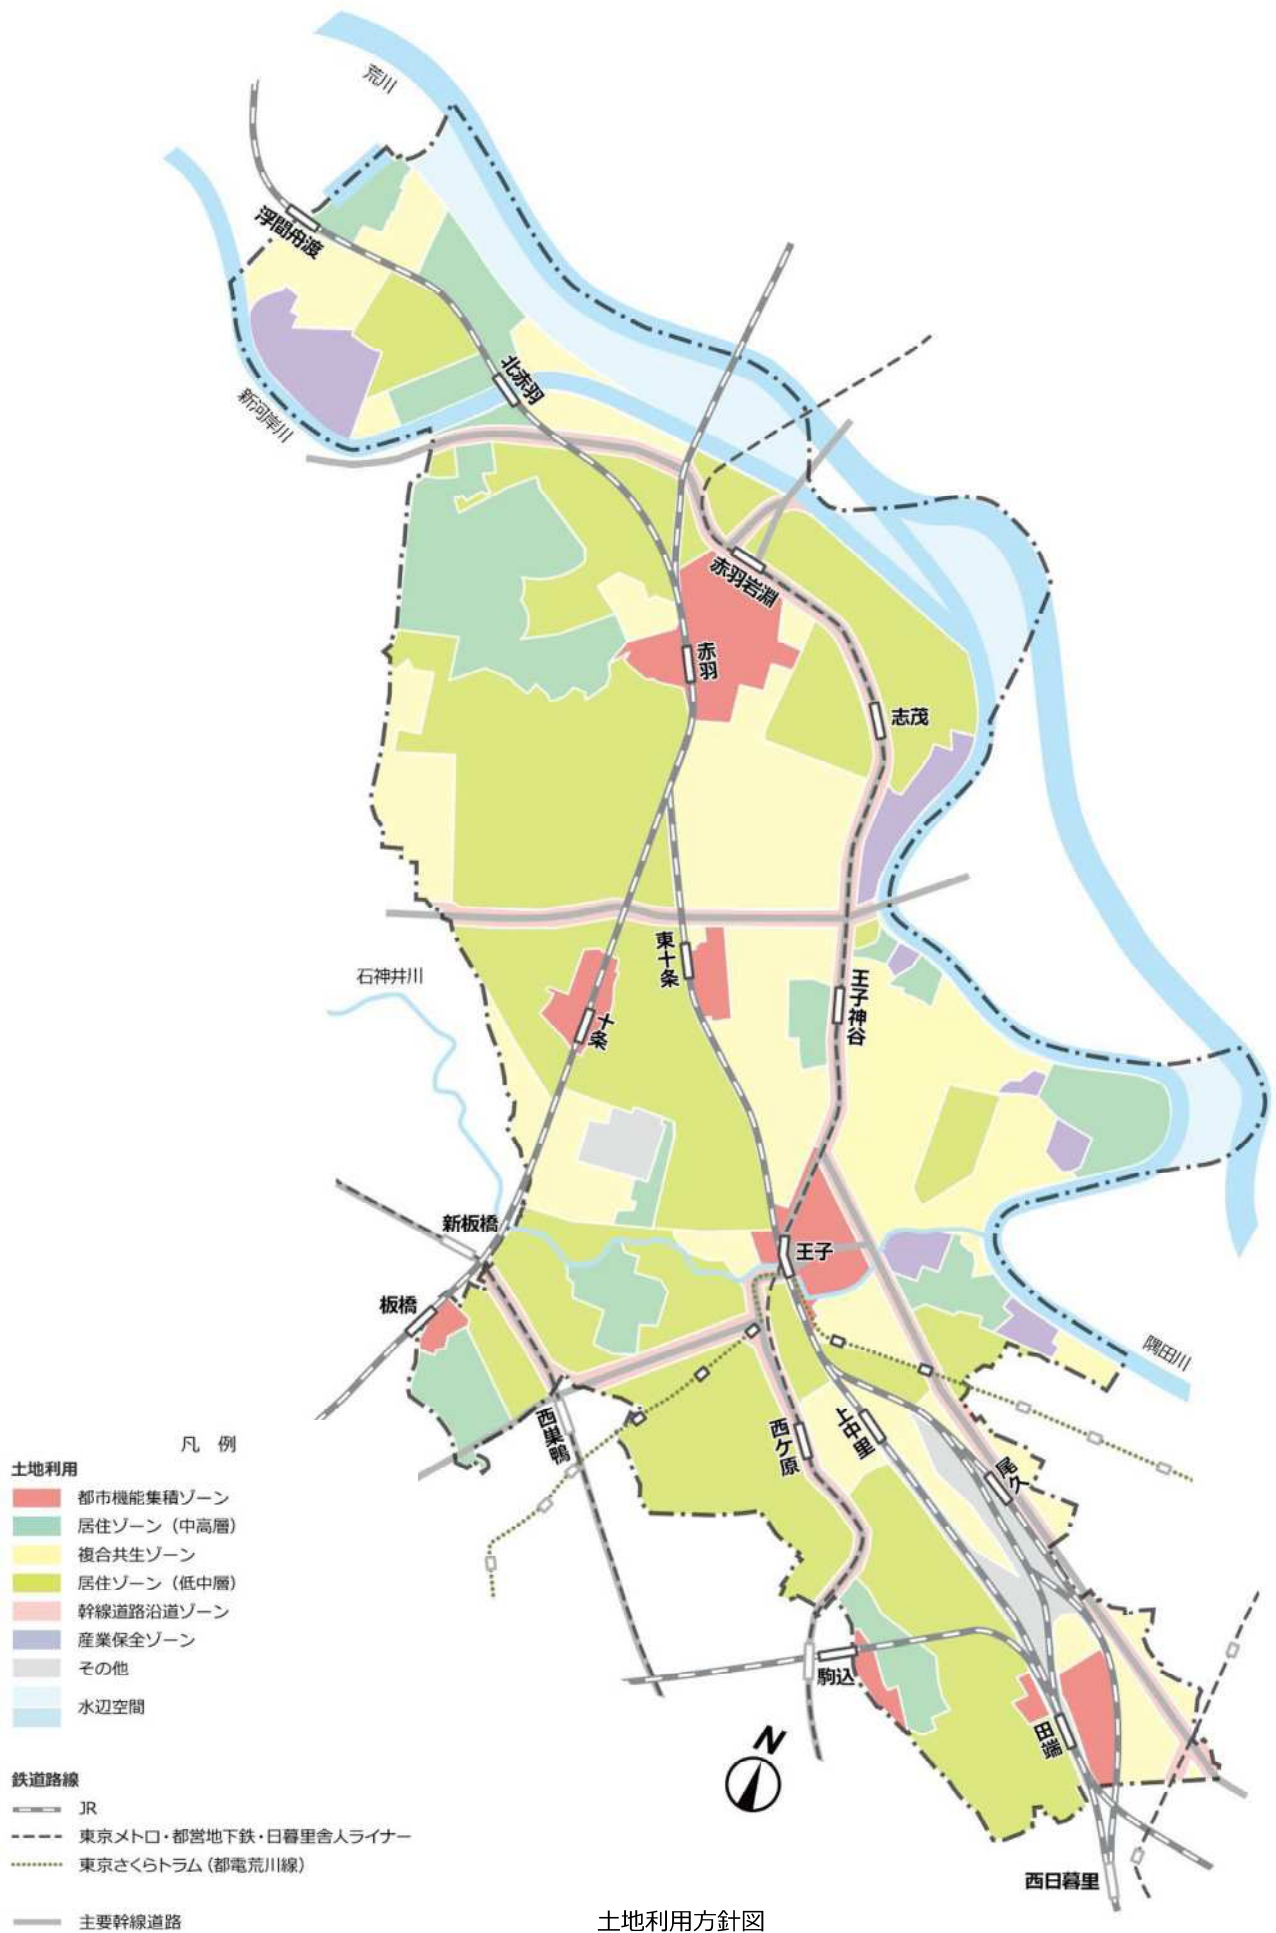 荒川
浮間舟渡
北赤羽
新河岸川
赤羽岩淵
赤羽
志茂
東十条
石神井川
王子神谷
十条
新板橋
王子
板橋
隅田川
西巣鴨
西ケ原
上中里
尾久
凡 例
土地利用
都市機能集積ゾーン
居住ゾーン（中高層）
複合共生ゾーン
居住ゾーン（低中層）
幹線道路沿道ゾーン
産業保全ゾーン
その他
水辺空間
駒込
田端
N
鉄道路線
JR
東京メトロ・都営地下鉄・日暮里舎人ライナー
東京さくらトラム（都電荒川線）
西日暮里
主要幹線道路
土地利用方針図